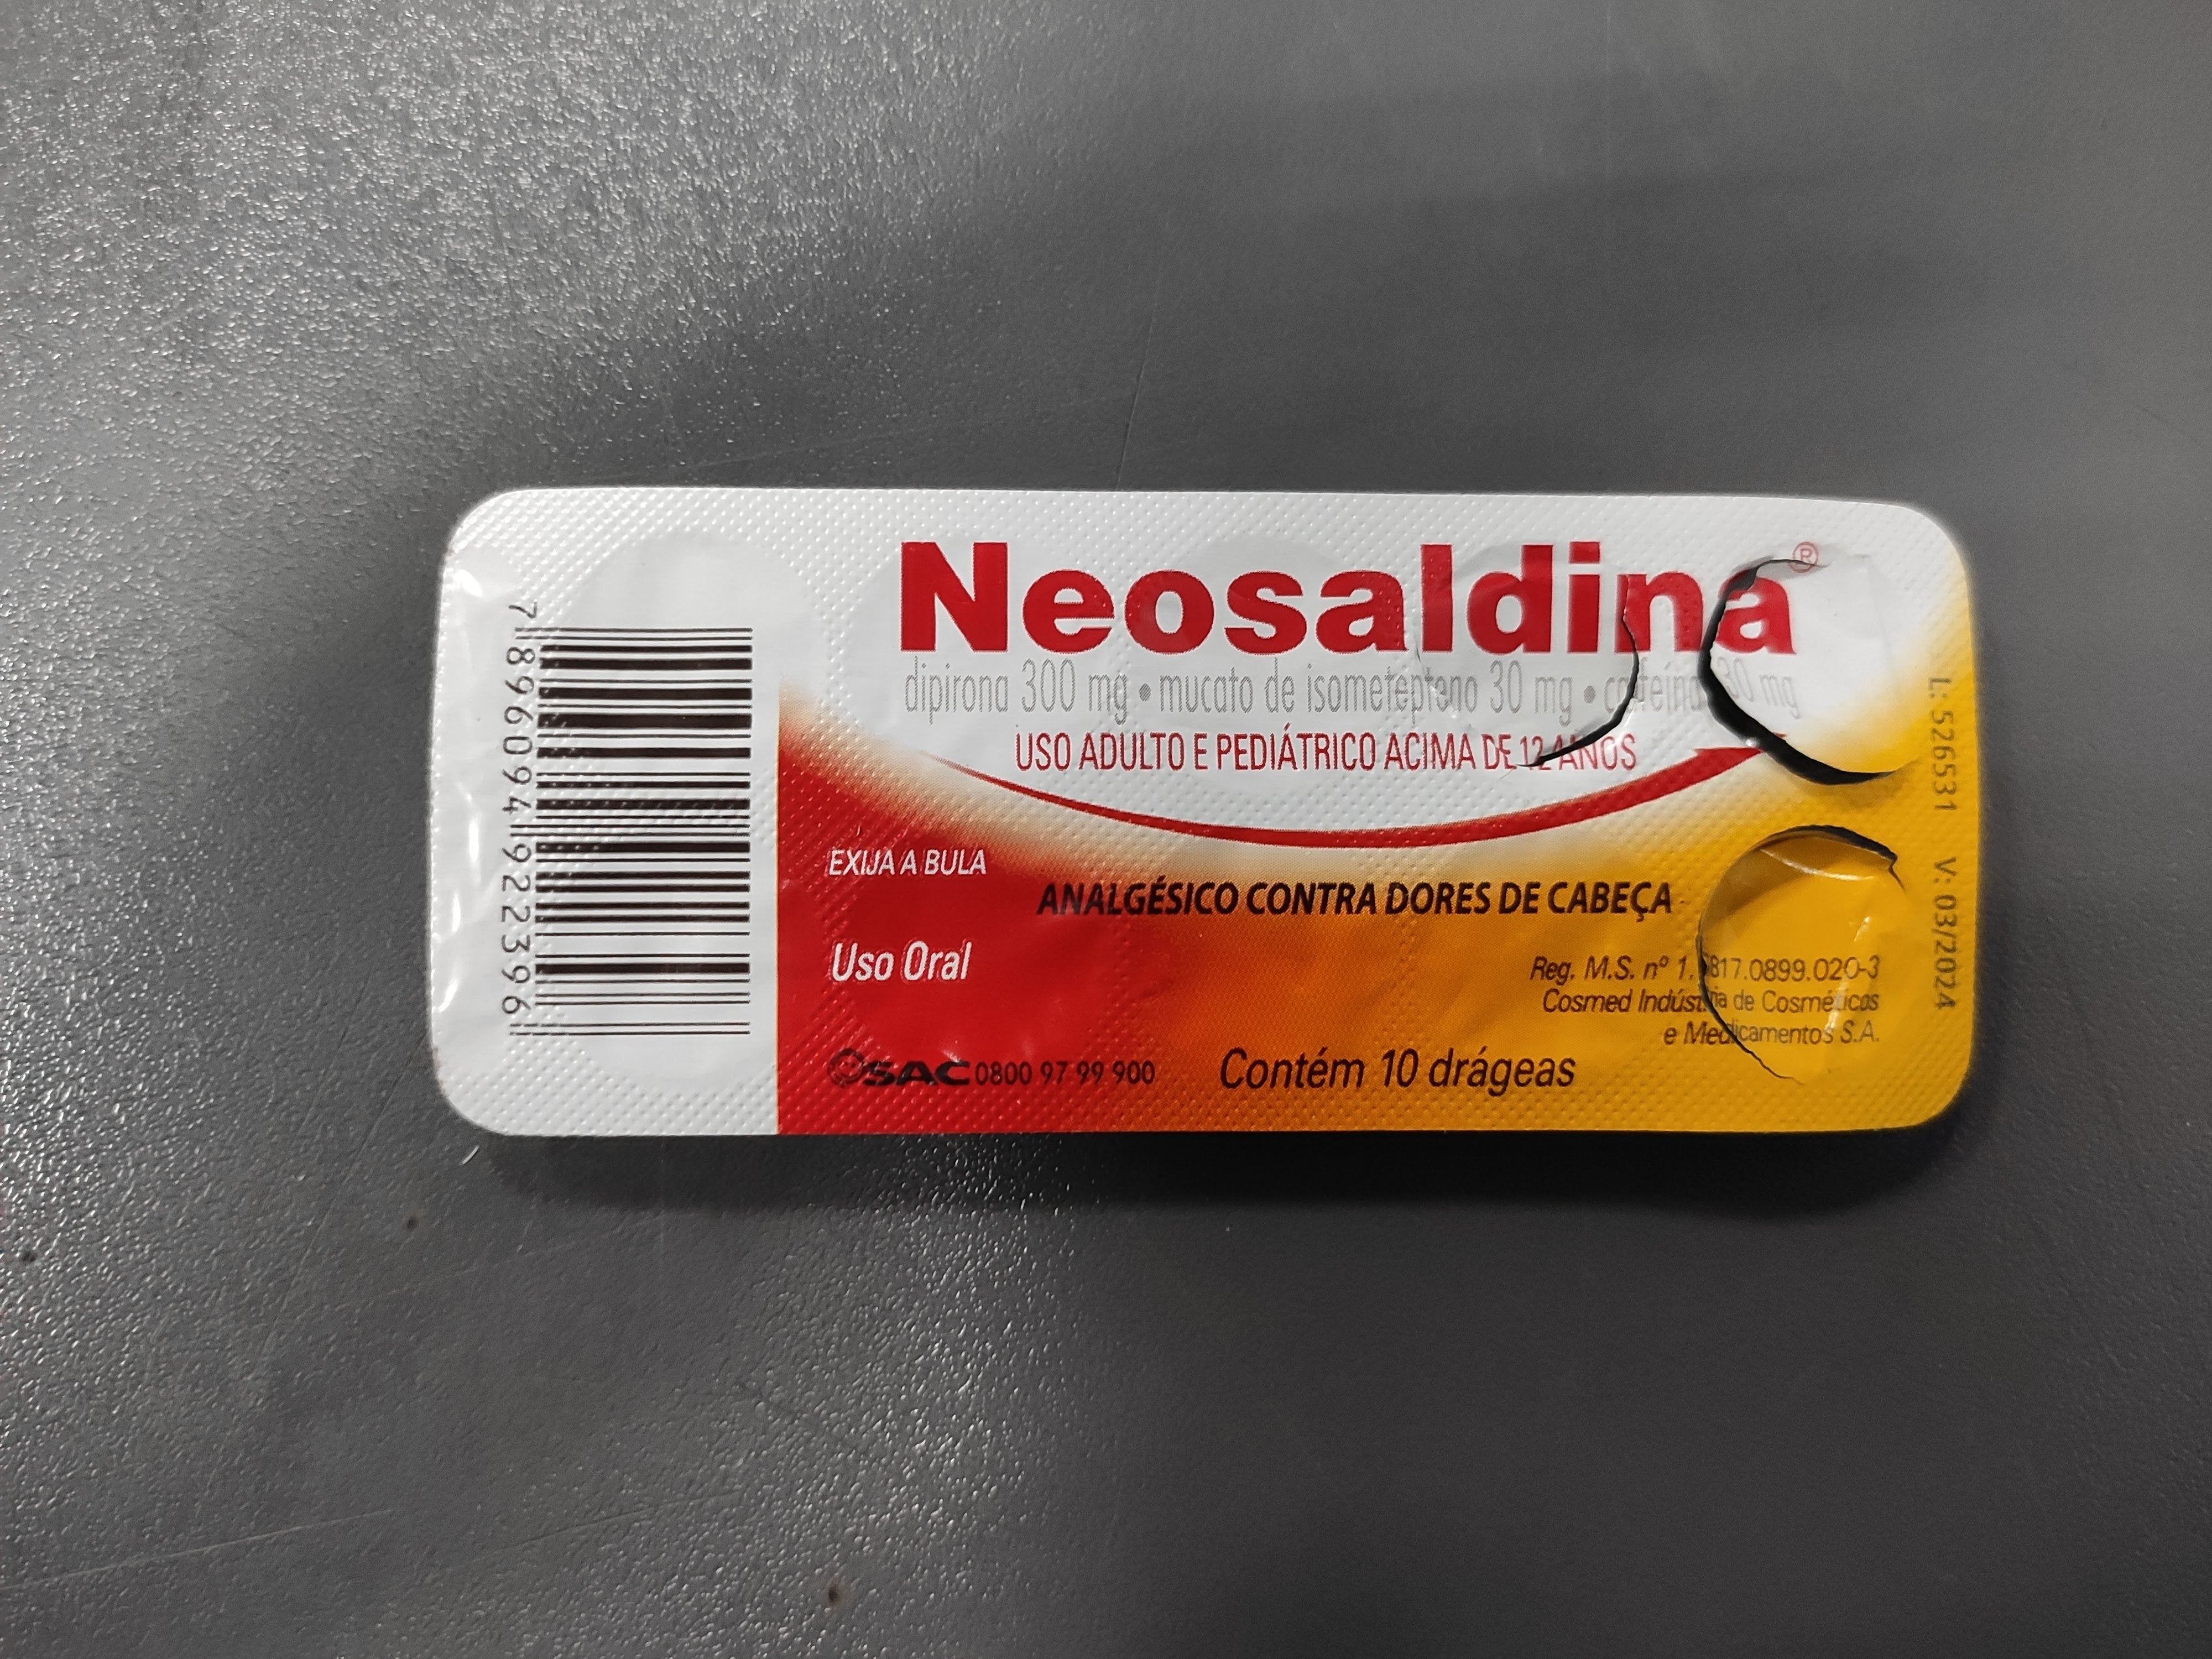 Neosaldina®
dipirona 300 mg • mucato de isometepteno 30 mg • cafeína 30 mg
USO ADULTO E PEDIÁTRICO ACIMA DE 12 ANOS
EXIJA A BULA
ANALGÉSICO CONTRA DORES DE CABEÇA
Uso Oral
Reg. M.S. nº 1.7817.0899.020-3
Cosmed Indústria de Cosméticos
e Medicamentos S.A.
SAC 0800 97 99 900
Contém 10 drágeas
7 896094 922396
L: 526531 V: 03/2024